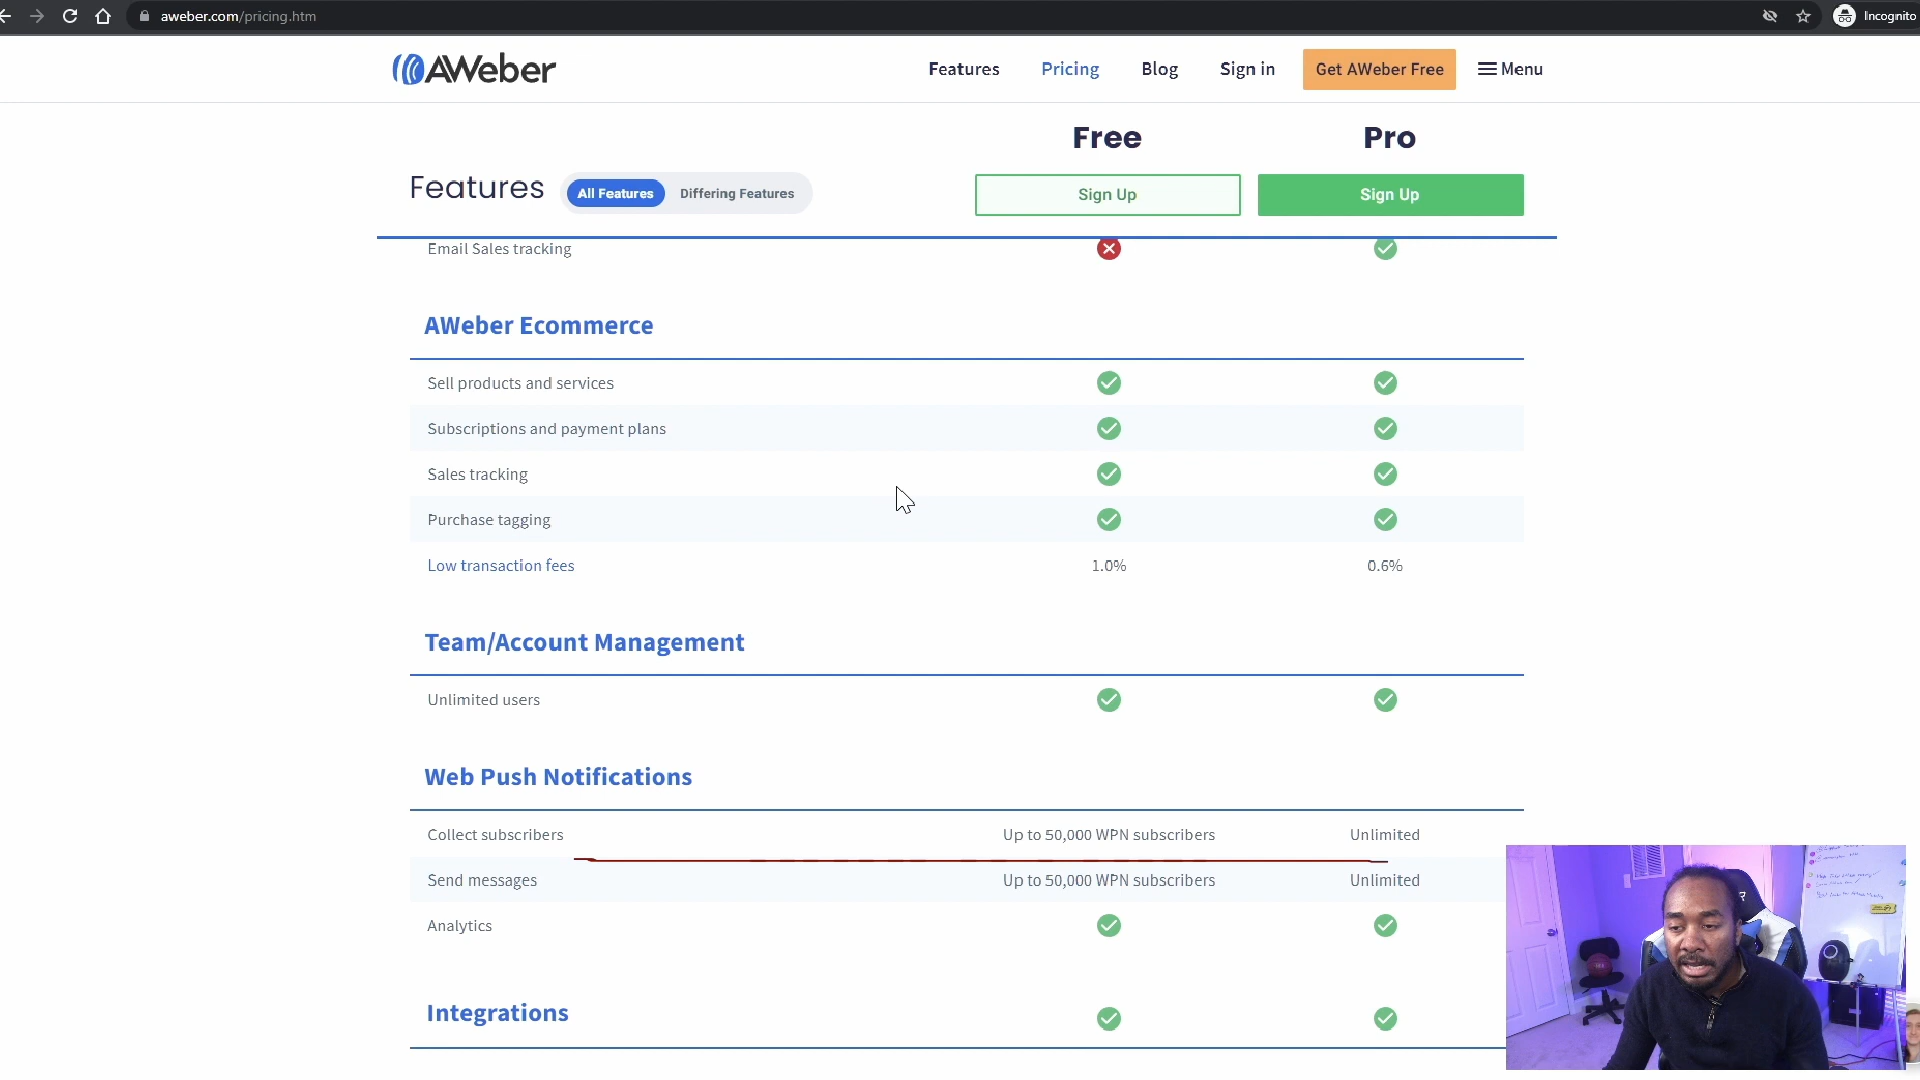 aweber.com/pricing.htm
Incognito
AWeber
Features Pricing Blog Sign in Get AWeber Free Menu
Free Pro
Features All Features Differing Features Sign Up Sign Up
Email Sales tracking
AWeber Ecommerce
Sell products and services
Subscriptions and payment plans
Sales tracking
Purchase tagging
Low transaction fees 1.0% 0.6%
Team/Account Management
Unlimited users
Web Push Notifications
Collect subscribers Up to 50,000 WPN subscribers Unlimited
Send messages Up to 50,000 WPN subscribers Unlimited
Analytics
Integrations